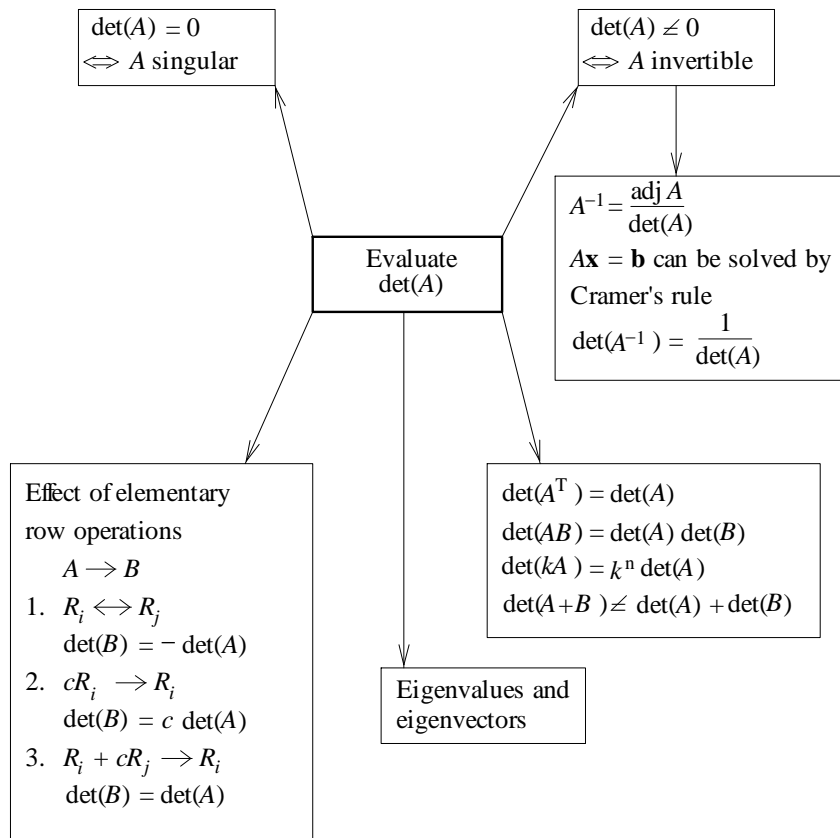 det(A) = 0
⟺ A singular
det(A) ≠ 0
⟺ A invertible
A⁻¹ = adj A / det(A)
Ax = b can be solved by
Cramer's rule
det(A⁻¹) = 1 / det(A)
Evaluate
det(A)
Effect of elementary
row operations
A → B
1. Rᵢ ↔ Rⱼ
det(B) = − det(A)
2. cRᵢ → Rᵢ
det(B) = c det(A)
3. Rᵢ + cRⱼ → Rᵢ
det(B) = det(A)
det(Aᵀ) = det(A)
det(AB) = det(A) det(B)
det(kA) = kⁿ det(A)
det(A+B) ≠ det(A) + det(B)
Eigenvalues and
eigenvectors